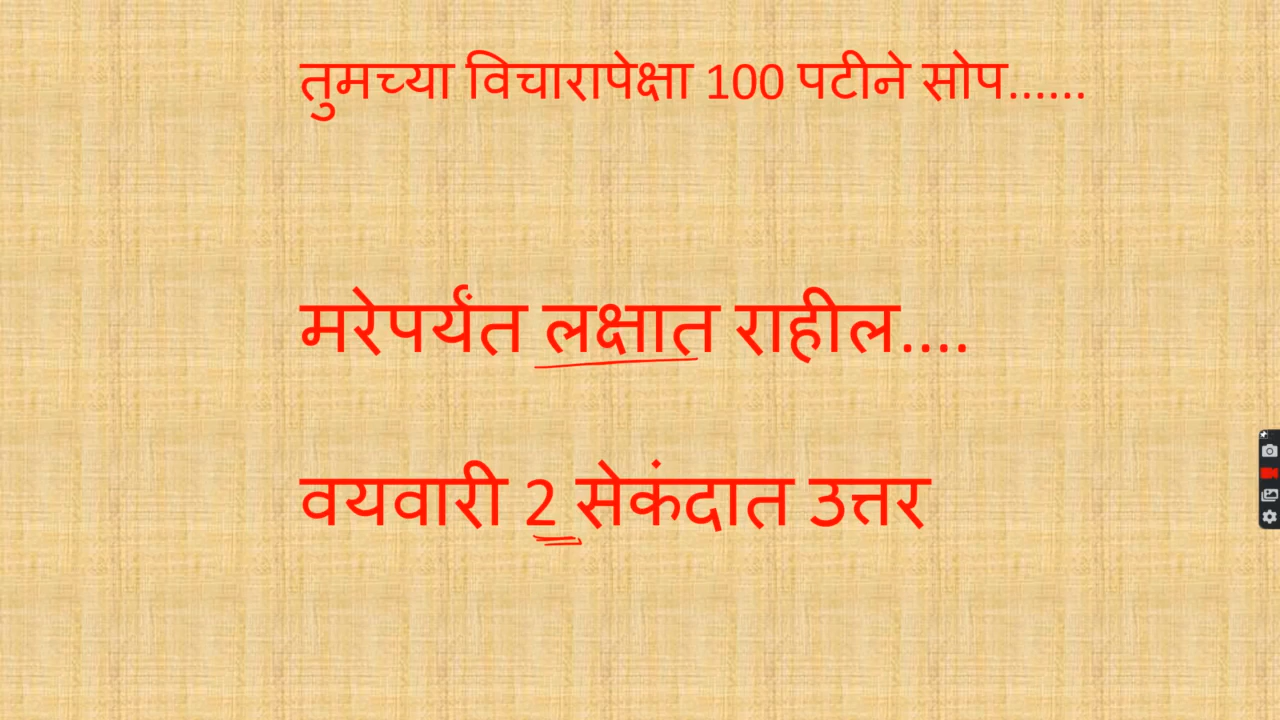 तुमच्या विचारापेक्षा 100 पटीने सोप......
मरेपर्यंत लक्षात राहील....
वयवारी 2 सेकंदात उत्तर